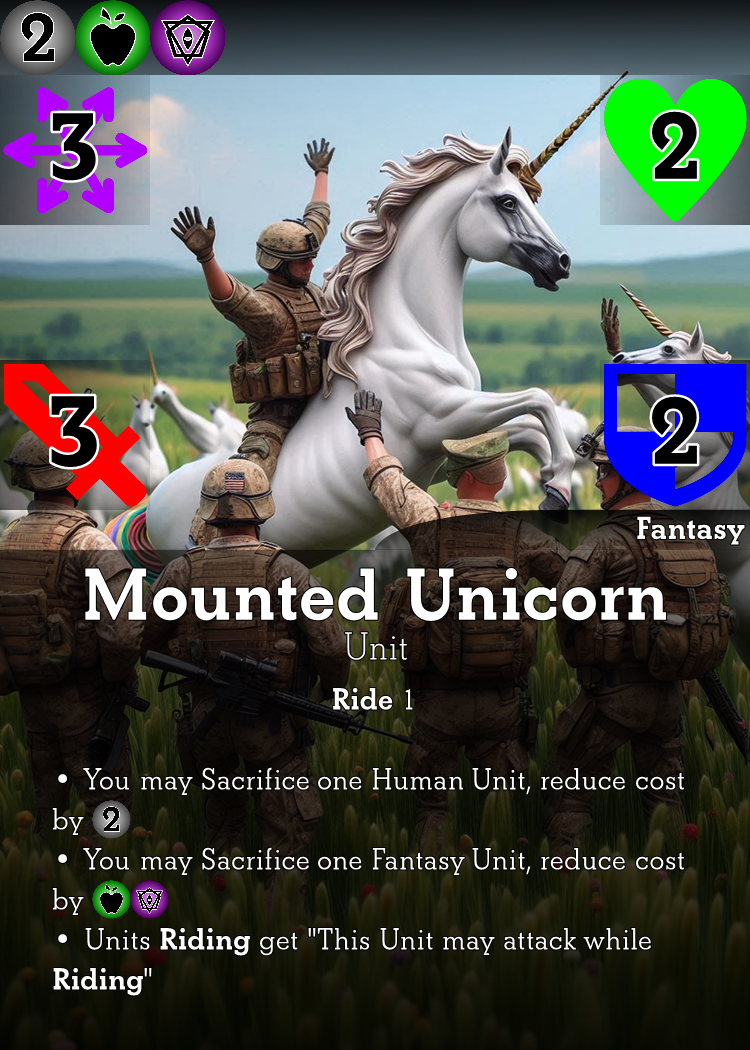 2
3
2
3
2
Fantasy
Mounted Unicorn
Unit
Ride 1
• You may Sacrifice one Human Unit, reduce cost
by 2
• You may Sacrifice one Fantasy Unit, reduce cost
by
• Units Riding get "This Unit may attack while
Riding"